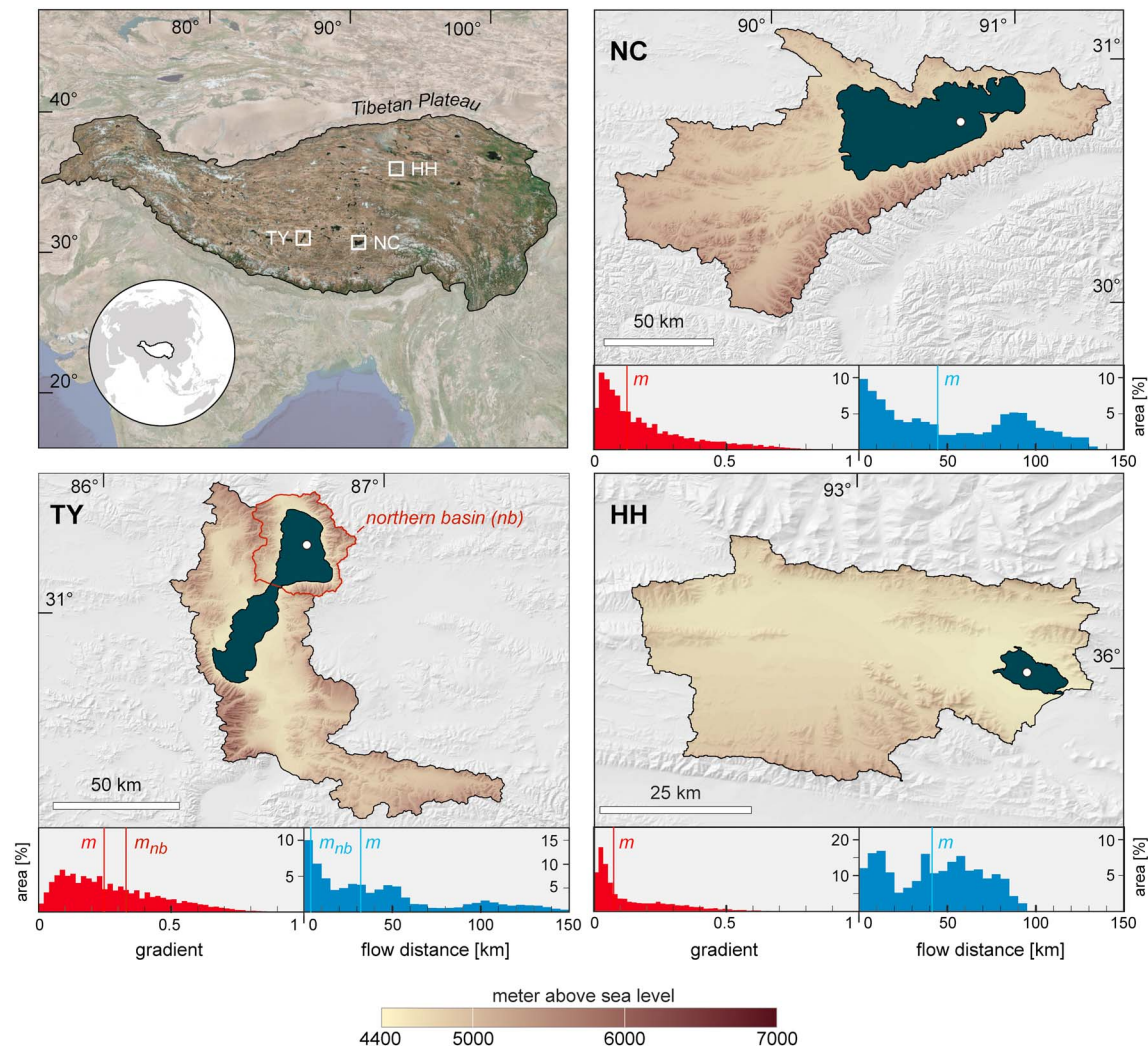 80°
90°
100°
40°
Tibetan Plateau
HH
TY
NC
30°
20°
90°
91°
NC
31°
30°
50 km
m
m
10
5
10
5
area [%]
0
0.5
1
0
50
100
150
86°
87°
TY
northern basin (nb)
31°
50 km
area [%]
m
mnb
10
5
mnb
m
15
10
5
0
0.5
1
0
50
100
150
gradient
flow distance [km]
93°
HH
36°
25 km
m
20
10
m
10
5
area [%]
0
0.5
1
0
50
100
150
gradient
flow distance [km]
meter above sea level
4400
5000
6000
7000